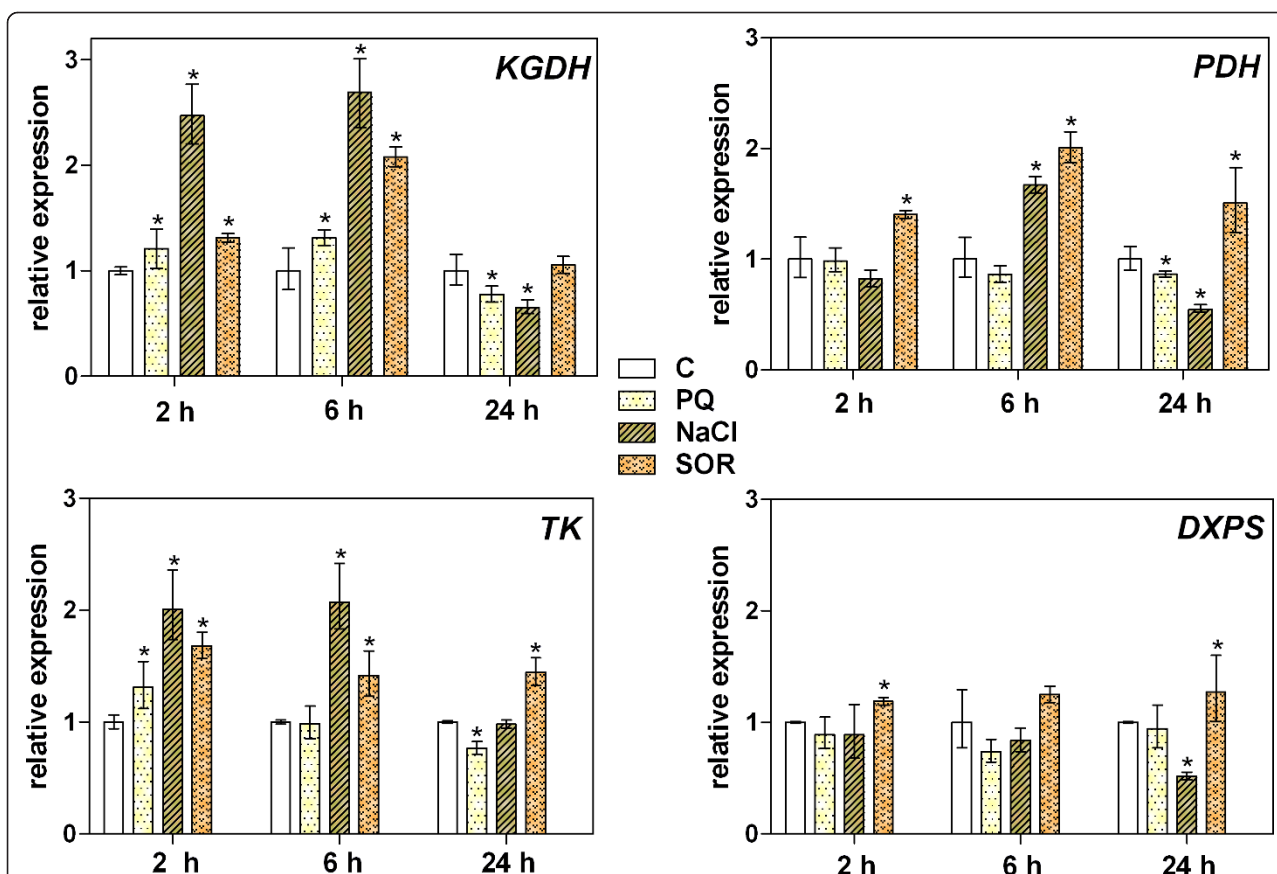 KGDH
relative expression
3
*
*
*
2
*
*
*
*
*
1
0
2 h
6 h
24 h
PDH
relative expression
3
2
*
*
*
*
*
*
1
0
2 h
6 h
24 h
C
PQ
NaCl
SOR
TK
relative expression
3
*
*
2
*
*
*
*
*
1
0
2 h
6 h
24 h
DXPS
relative expression
3
2
*
*
*
1
0
2 h
6 h
24 h